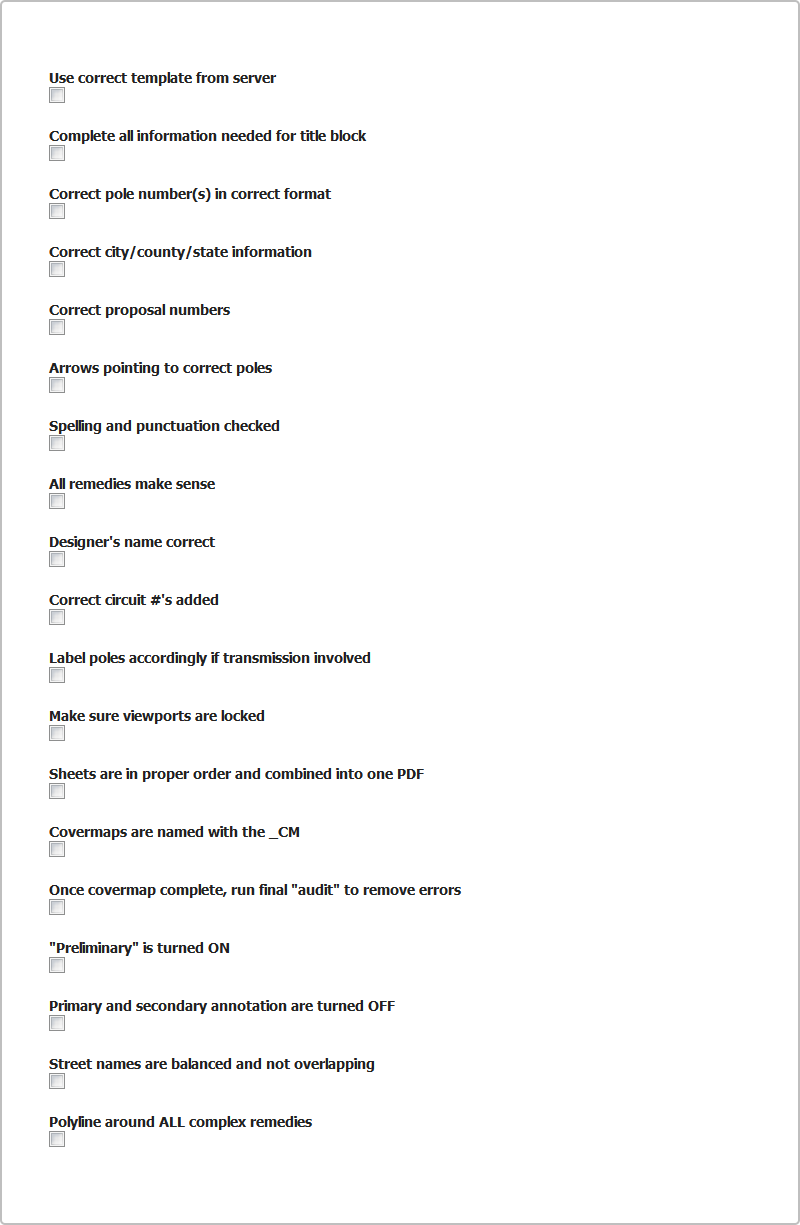 Use correct template from server
Complete all information needed for title block
Correct pole number(s) in correct format
Correct city/county/state information
Correct proposal numbers
Arrows pointing to correct poles
Spelling and punctuation checked
All remedies make sense
Designer's name correct
Correct circuit #'s added
Label poles accordingly if transmission involved
Make sure viewports are locked
Sheets are in proper order and combined into one PDF
Covermaps are named with the _CM
Once covermap complete, run final "audit" to remove errors
"Preliminary" is turned ON
Primary and secondary annotation are turned OFF
Street names are balanced and not overlapping
Polyline around ALL complex remedies